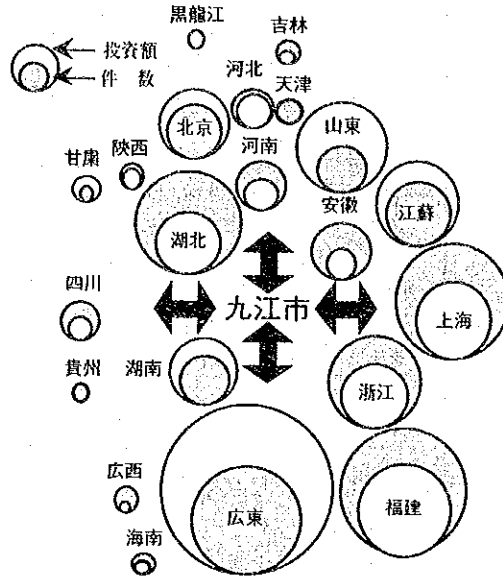 黒龍江
吉林
投資額
件数
河北
天津
北京
山東
甘粛
陝西
河南
安徽
江蘇
湖北
四川
九江市
上海
貴州
湖南
浙江
広西
広東
福建
海南